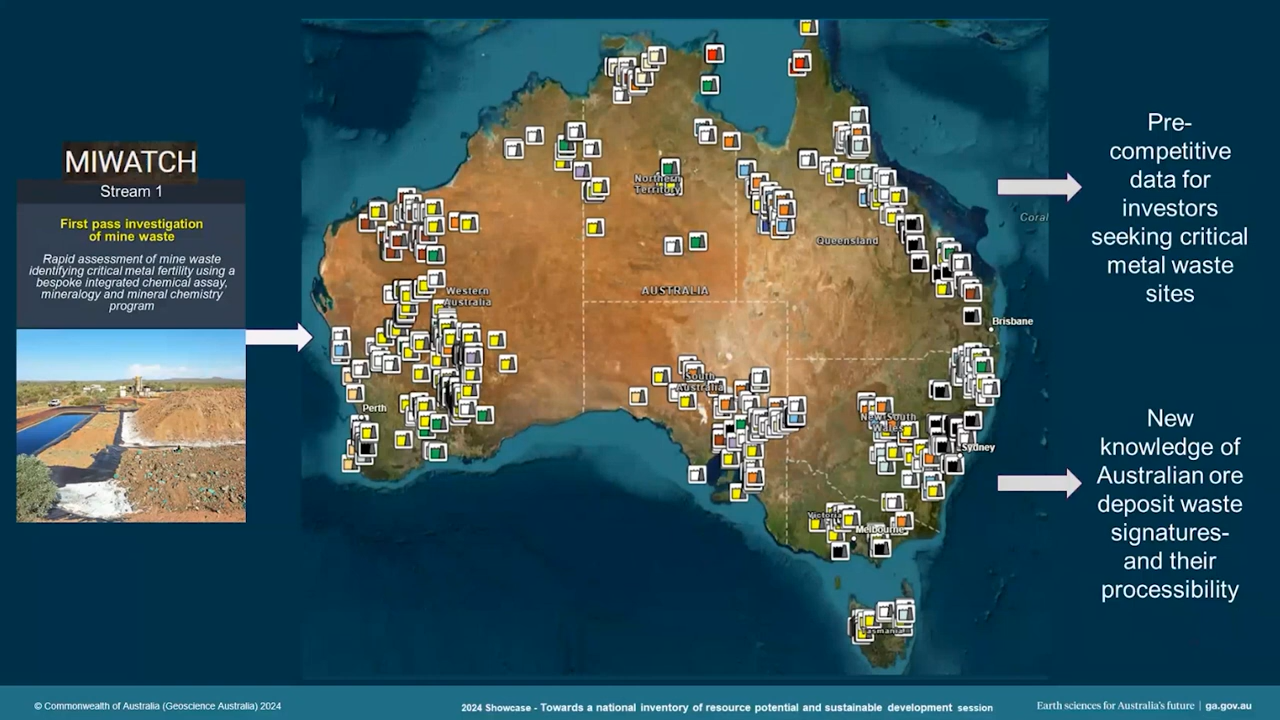 MIWATCH
Stream 1
First pass investigation
of mine waste
Rapid assessment of mine waste
identifying critical metal fertility using a
bespoke integrated chemical assay,
mineralogy and mineral chemistry
program
Northern
Territory
Coral
Queensland
Western
Australia
AUSTRALIA
Brisbane
South
Australia
Perth
New South
Wales
Sydney
Victoria
Melbourne
Tasmania
Pre-
competitive
data for
investors
seeking critical
metal waste
sites
New
knowledge of
Australian ore
deposit waste
signatures-
and their
processibility
© Commonwealth of Australia (Geoscience Australia) 2024
2024 Showcase - Towards a national inventory of resource potential and sustainable development session
Earth sciences for Australia's future | ga.gov.au